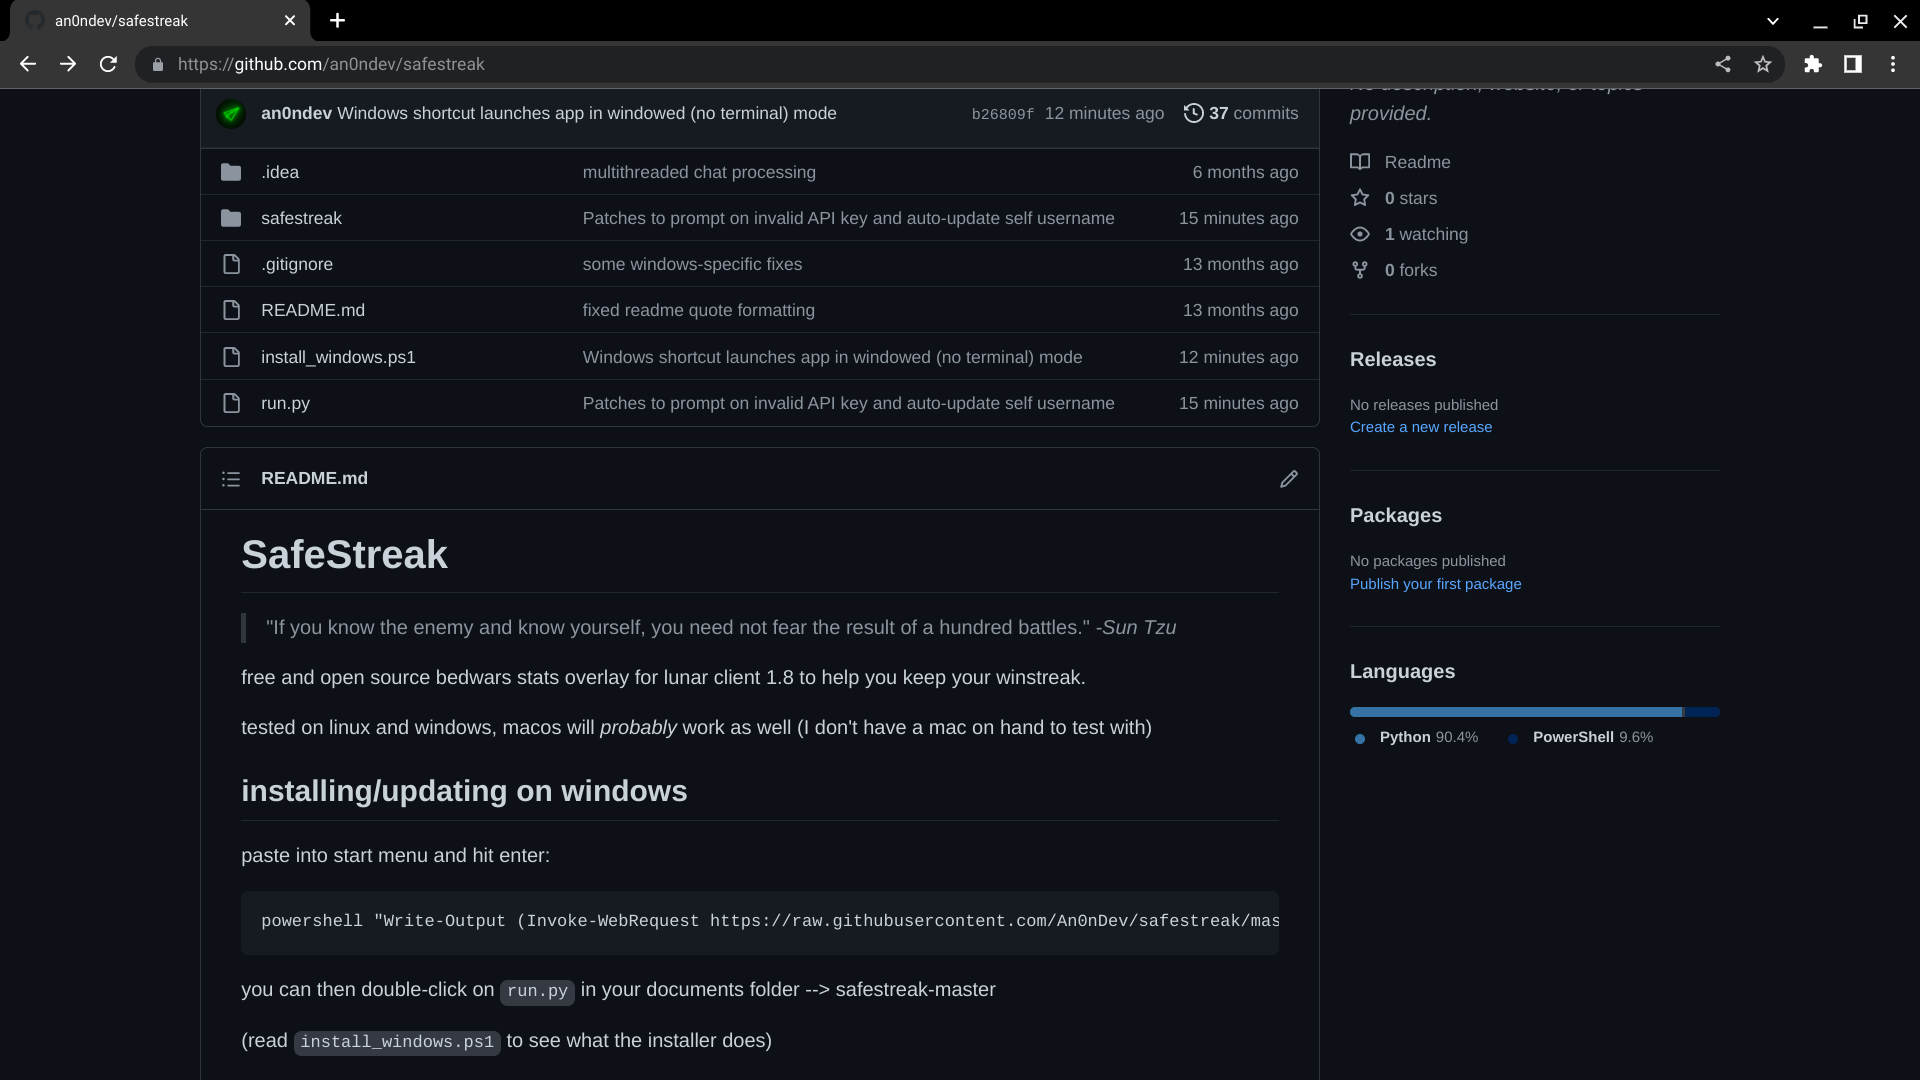 an0ndev/safestreak
https://github.com/an0ndev/safestreak
an0ndev Windows shortcut launches app in windowed (no terminal) mode b26809f 12 minutes ago 37 commits
.idea multithreaded chat processing 6 months ago
safestreak Patches to prompt on invalid API key and auto-update self username 15 minutes ago
.gitignore some windows-specific fixes 13 months ago
README.md fixed readme quote formatting 13 months ago
install_windows.ps1 Windows shortcut launches app in windowed (no terminal) mode 12 minutes ago
run.py Patches to prompt on invalid API key and auto-update self username 15 minutes ago
README.md
SafeStreak
"If you know the enemy and know yourself, you need not fear the result of a hundred battles." -Sun Tzu
free and open source bedwars stats overlay for lunar client 1.8 to help you keep your winstreak.
tested on linux and windows, macos will probably work as well (I don't have a mac on hand to test with)
installing/updating on windows
paste into start menu and hit enter:
powershell "Write-Output (Invoke-WebRequest https://raw.githubusercontent.com/An0nDev/safestreak/mas
you can then double-click on run.py in your documents folder --> safestreak-master
(read install_windows.ps1 to see what the installer does)
No description, website, or topics
provided.
Readme
0 stars
1 watching
0 forks
Releases
No releases published
Create a new release
Packages
No packages published
Publish your first package
Languages
Python 90.4% PowerShell 9.6%